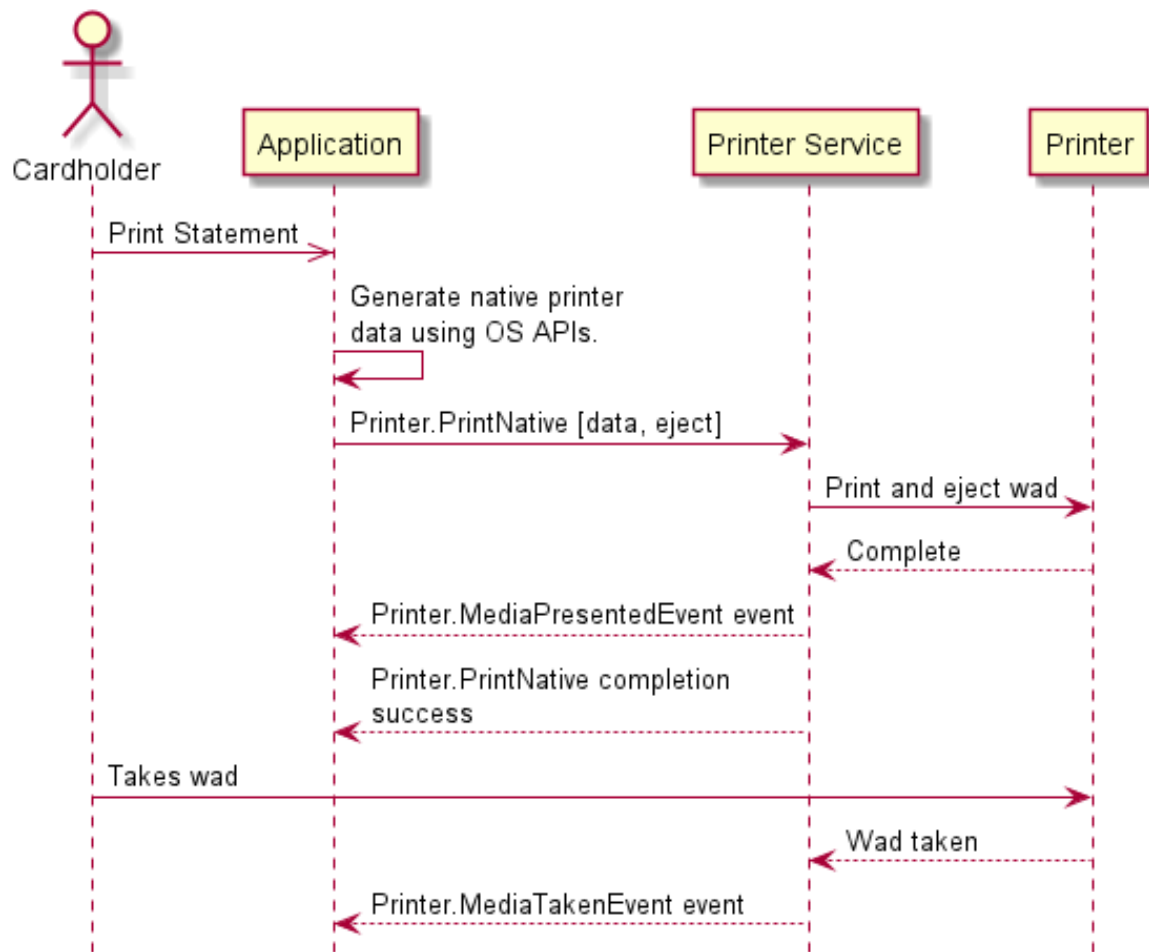 Cardholder
Application
Printer Service
Printer
Print Statement
Generate native printer
data using OS APIs.
Printer.PrintNative [data, eject]
Print and eject wad
Complete
Printer.MediaPresentedEvent event
Printer.PrintNative completion
success
Takes wad
Wad taken
Printer.MediaTakenEvent event